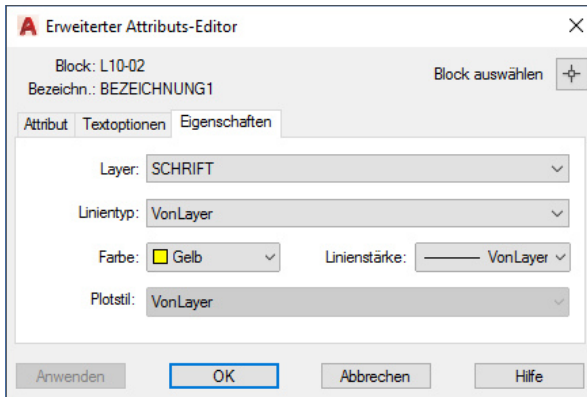 Erweiterter Attributs-Editor
Block: L10-02
Block auswählen
Bezeichn.: BEZEICHNUNG1
Attribut Textoptionen Eigenschaften
Layer: SCHRIFT
Linientyp: VonLayer
Farbe: Gelb Linienstärke: VonLayer
Plotstil: VonLayer
Anwenden OK Abbrechen Hilfe